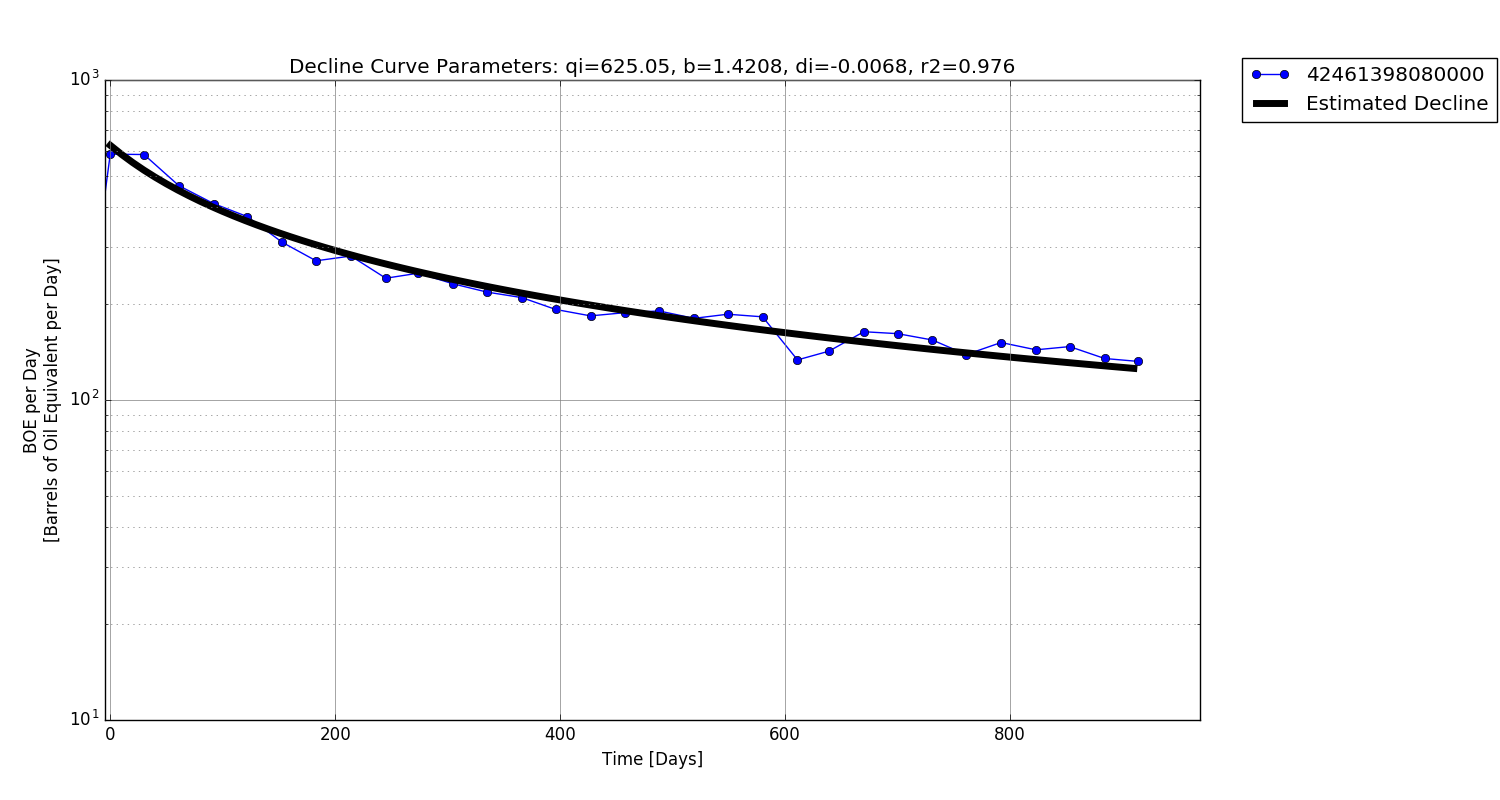 Decline Curve Parameters: qi=625.05, b=1.4208, di=-0.0068, r2=0.976
42461398080000
Estimated Decline
BOE per Day
[Barrels of Oil Equivalent per Day]
10³
10²
10¹
0 200 400 600 800
Time [Days]